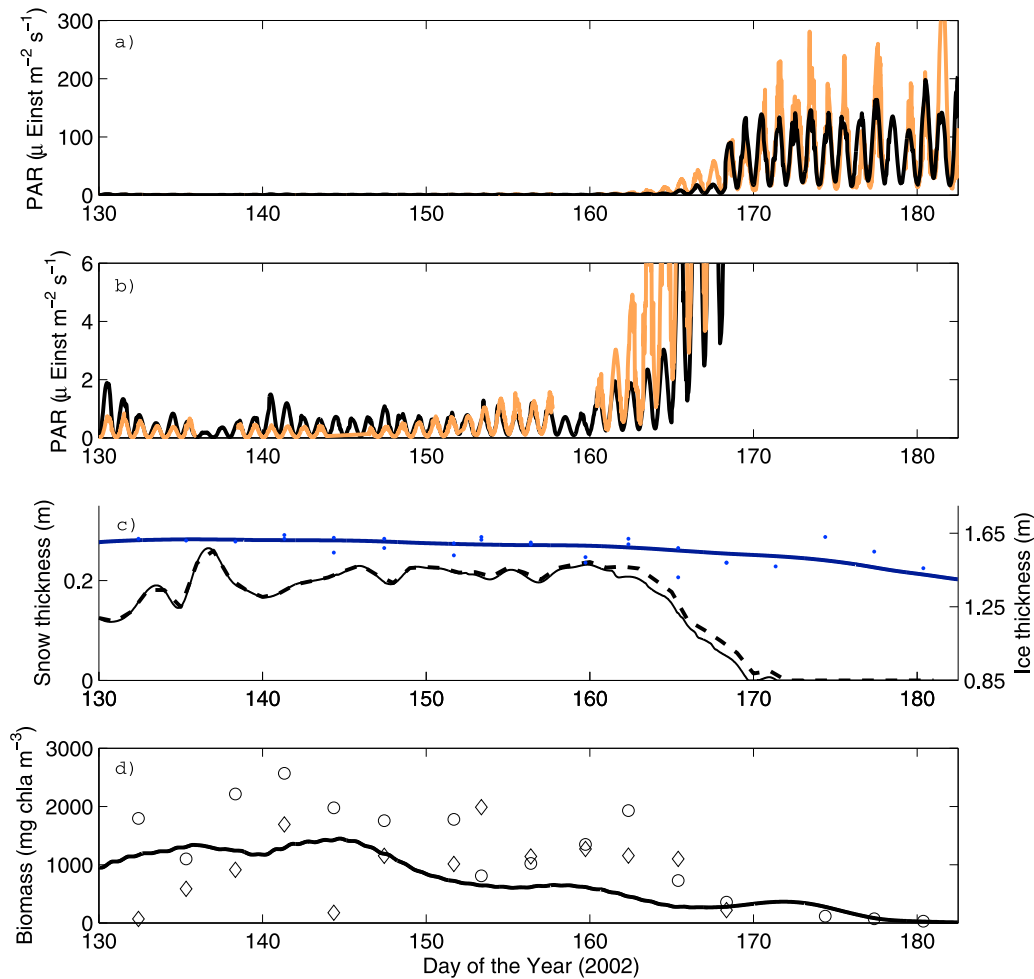 a)
PAR (μ Einst m⁻² s⁻¹)
300
200
100
0
130 140 150 160 170 180
b)
PAR (μ Einst m⁻² s⁻¹)
6
4
2
0
130 140 150 160 170 180
c)
Snow thickness (m)
0.2
0
Ice thickness (m)
1.65
1.25
0.85
130 140 150 160 170 180
d)
Biomass (mg chla m⁻³)
3000
2000
1000
0
130 140 150 160 170 180
Day of the Year (2002)